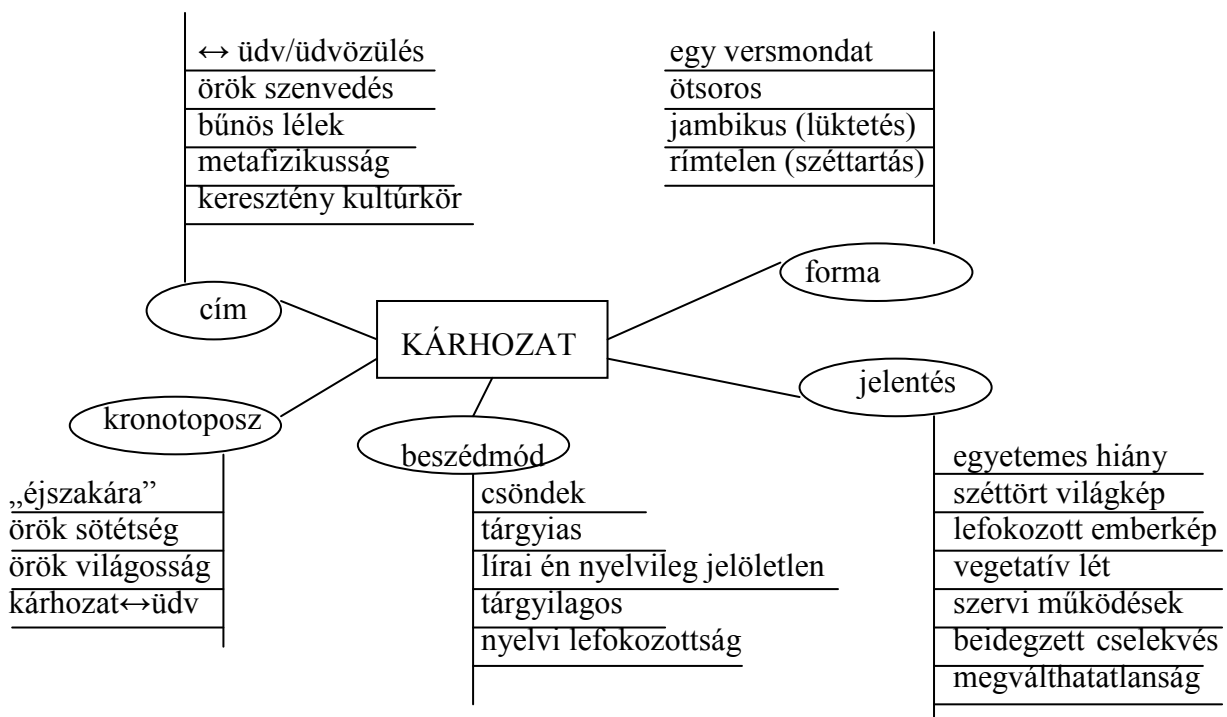 ↔ üdv/üdvözülés
örök szenvedés
bűnös lélek
metafizikusság
keresztény kultúrkör
cím
egy versmondat
ötsoros
jambikus (lüktetés)
rímtelen (széttartás)
forma
KÁRHOZAT
kronotoposz
„éjszakára”
örök sötétség
örök világosság
kárhozat↔üdv
beszédmód
csöndek
tárgyias
lírai én nyelvileg jelöletlen
tárgyilagos
nyelvi lefokozottság
jelentés
egyetemes hiány
széttört világkép
lefokozott emberkép
vegetatív lét
szervi működések
beidegzett cselekvés
megválthatatlanság